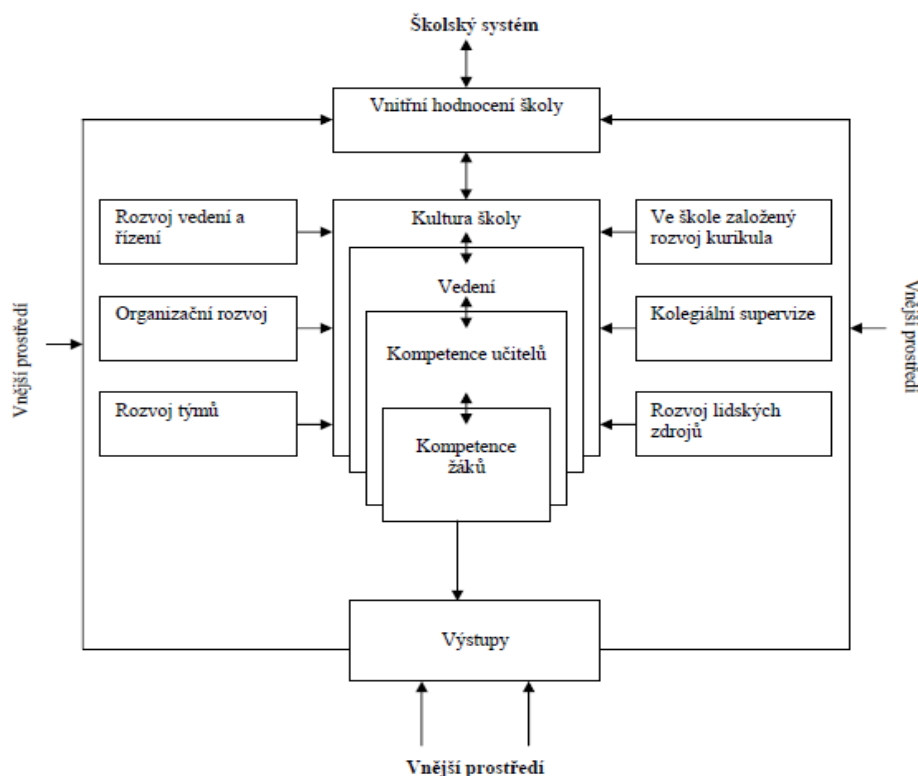 Školský systém
Vnitřní hodnocení školy
Rozvoj vedení a
řízení
Kultura školy
Ve škole založený
rozvoj kurikula
Vedení
Vnější prostředí
Organizační rozvoj
Kompetence učitelů
Kolegiální supervize
Vnější prostředí
Rozvoj týmů
Kompetence
žáků
Rozvoj lidských
zdrojů
Výstupy
Vnější prostředí